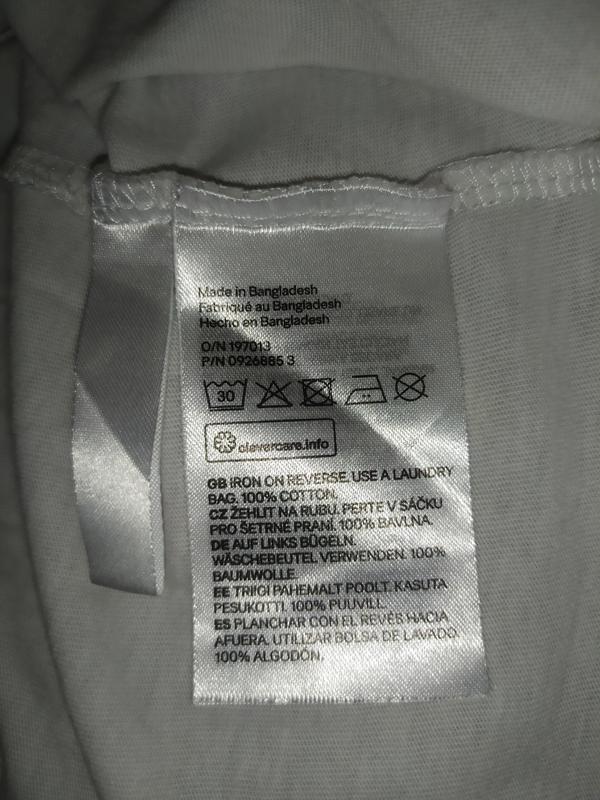 Made in Bangladesh
Fabriqué au Bangladesh
Hecho en Bangladesh
O/N 197013
P/N 0926885 3
30
clevercare.info
GB IRON ON REVERSE. USE A LAUNDRY
BAG. 100% COTTON.
CZ ŽEHLIT NA RUBU. PERTE V SÁČKU
PRO ŠETRNÉ PRANÍ. 100% BAVLNA.
DE AUF LINKS BÜGELN.
WÄSCHEBEUTEL VERWENDEN. 100%
BAUMWOLLE.
EE TRIIGI PAHEMALT POOLT. KASUTA
PESUKOTTI. 100% PUUVILL.
ES PLANCHAR CON EL REVÉS HACIA
AFUERA. UTILIZAR BOLSA DE LAVADO.
100% ALGODÓN.